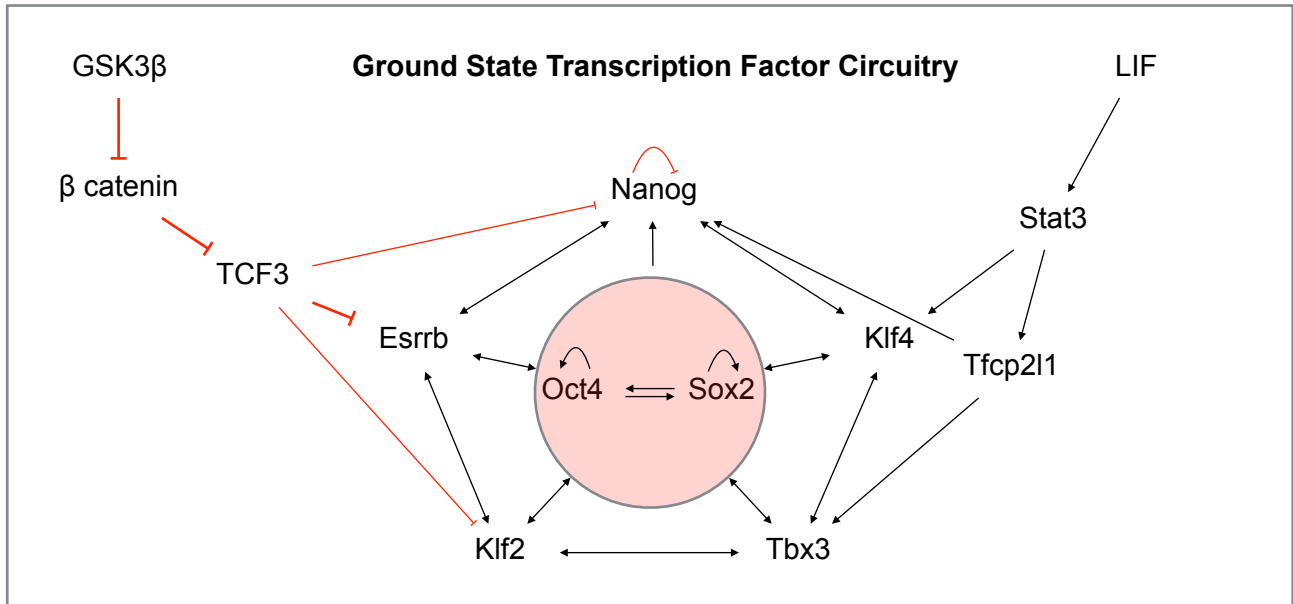 GSK3β
Ground State Transcription Factor Circuitry
LIF
β catenin
Nanog
Stat3
TCF3
Esrrb
Klf4
Tfcp2l1
Oct4
Sox2
Klf2
Tbx3